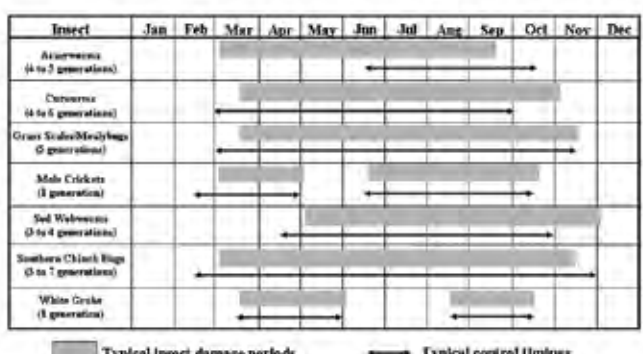 Insect Jan Feb Mar Apr May Jun Jul Aug Sep Oct Nov Dec
Armyworms
(4 to 5 generations)
Cutworms
(4 to 6 generations)
Grass Scales/Mealybugs
(5 generations)
Mole Crickets
(1 generation)
Sod Webworms
(3 to 4 generations)
Southern Chinch Bugs
(5 to 7 generations)
White Grubs
(1 generation)
Typical insect damage periods
Typical control timings